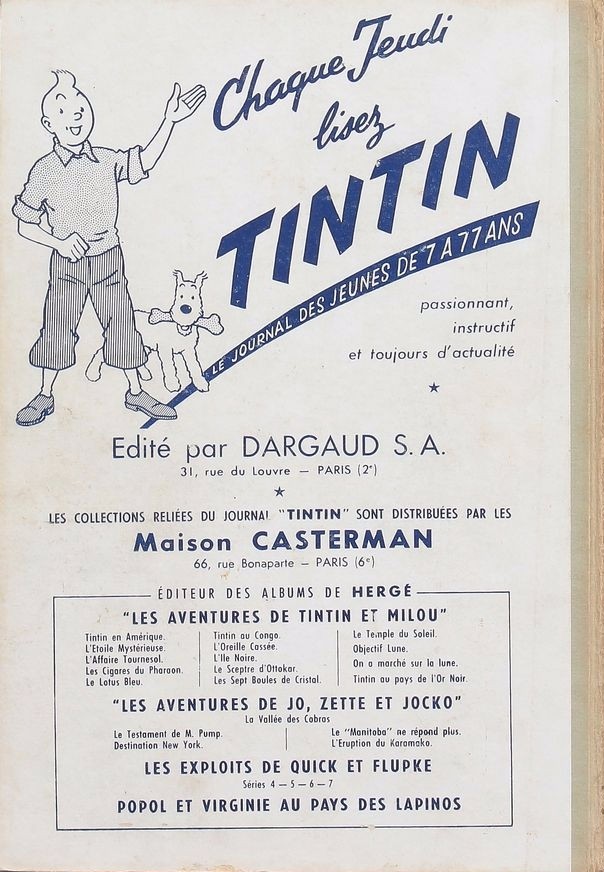 Chaque Jeudi
lisez
TINTIN
LE JOURNAL DES JEUNES DE 7 A 77 ANS
passionnant,
instructif
et toujours d'actualité
Edité par DARGAUD S. A.
31, rue du Louvre — PARIS (2e)
LES COLLECTIONS RELIÉES DU JOURNAL "TINTIN" SONT DISTRIBUÉES PAR LES
Maison CASTERMAN
66, rue Bonaparte — PARIS (6e)
ÉDITEUR DES ALBUMS DE HERGÉ
"LES AVENTURES DE TINTIN ET MILOU"
Tintin en Amérique.
L'Etoile Mystérieuse.
L'Affaire Tournesol.
Les Cigares du Pharaon.
Le Lotus Bleu.
Tintin au Congo.
L'Oreille Cassée.
L'Ile Noire.
Le Sceptre d'Ottokar.
Les Sept Boules de Cristal.
Le Temple du Soleil.
Objectif Lune.
On a marché sur la lune.
Tintin au pays de l'Or Noir.
"LES AVENTURES DE JO, ZETTE ET JOCKO"
La Vallée des Cobras
Le Testament de M. Pump.
Destination New York.
Le "Manitoba" ne répond plus.
L'Eruption du Karamako.
LES EXPLOITS DE QUICK ET FLUPKE
Séries 4 — 5 — 6 — 7
POPOL ET VIRGINIE AU PAYS DES LAPINOS